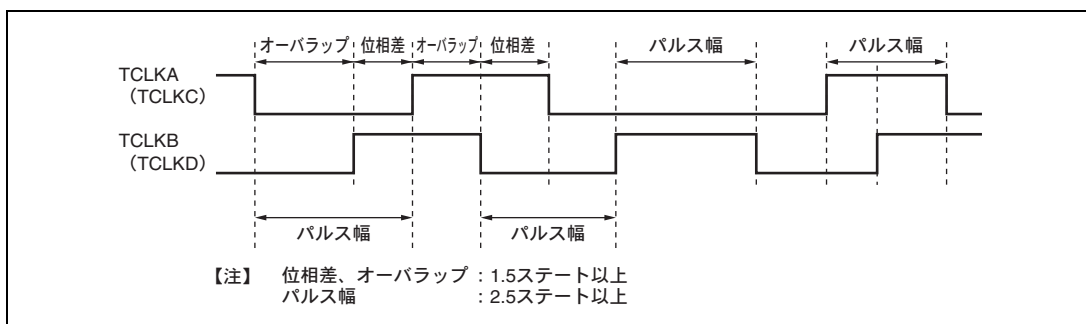 オーバラップ 位相差 オーバラップ 位相差 パルス幅 パルス幅
TCLKA
（TCLKC）
TCLKB
（TCLKD）
パルス幅 パルス幅
【注】 位相差、オーバラップ : 1.5ステート以上
パルス幅 : 2.5ステート以上